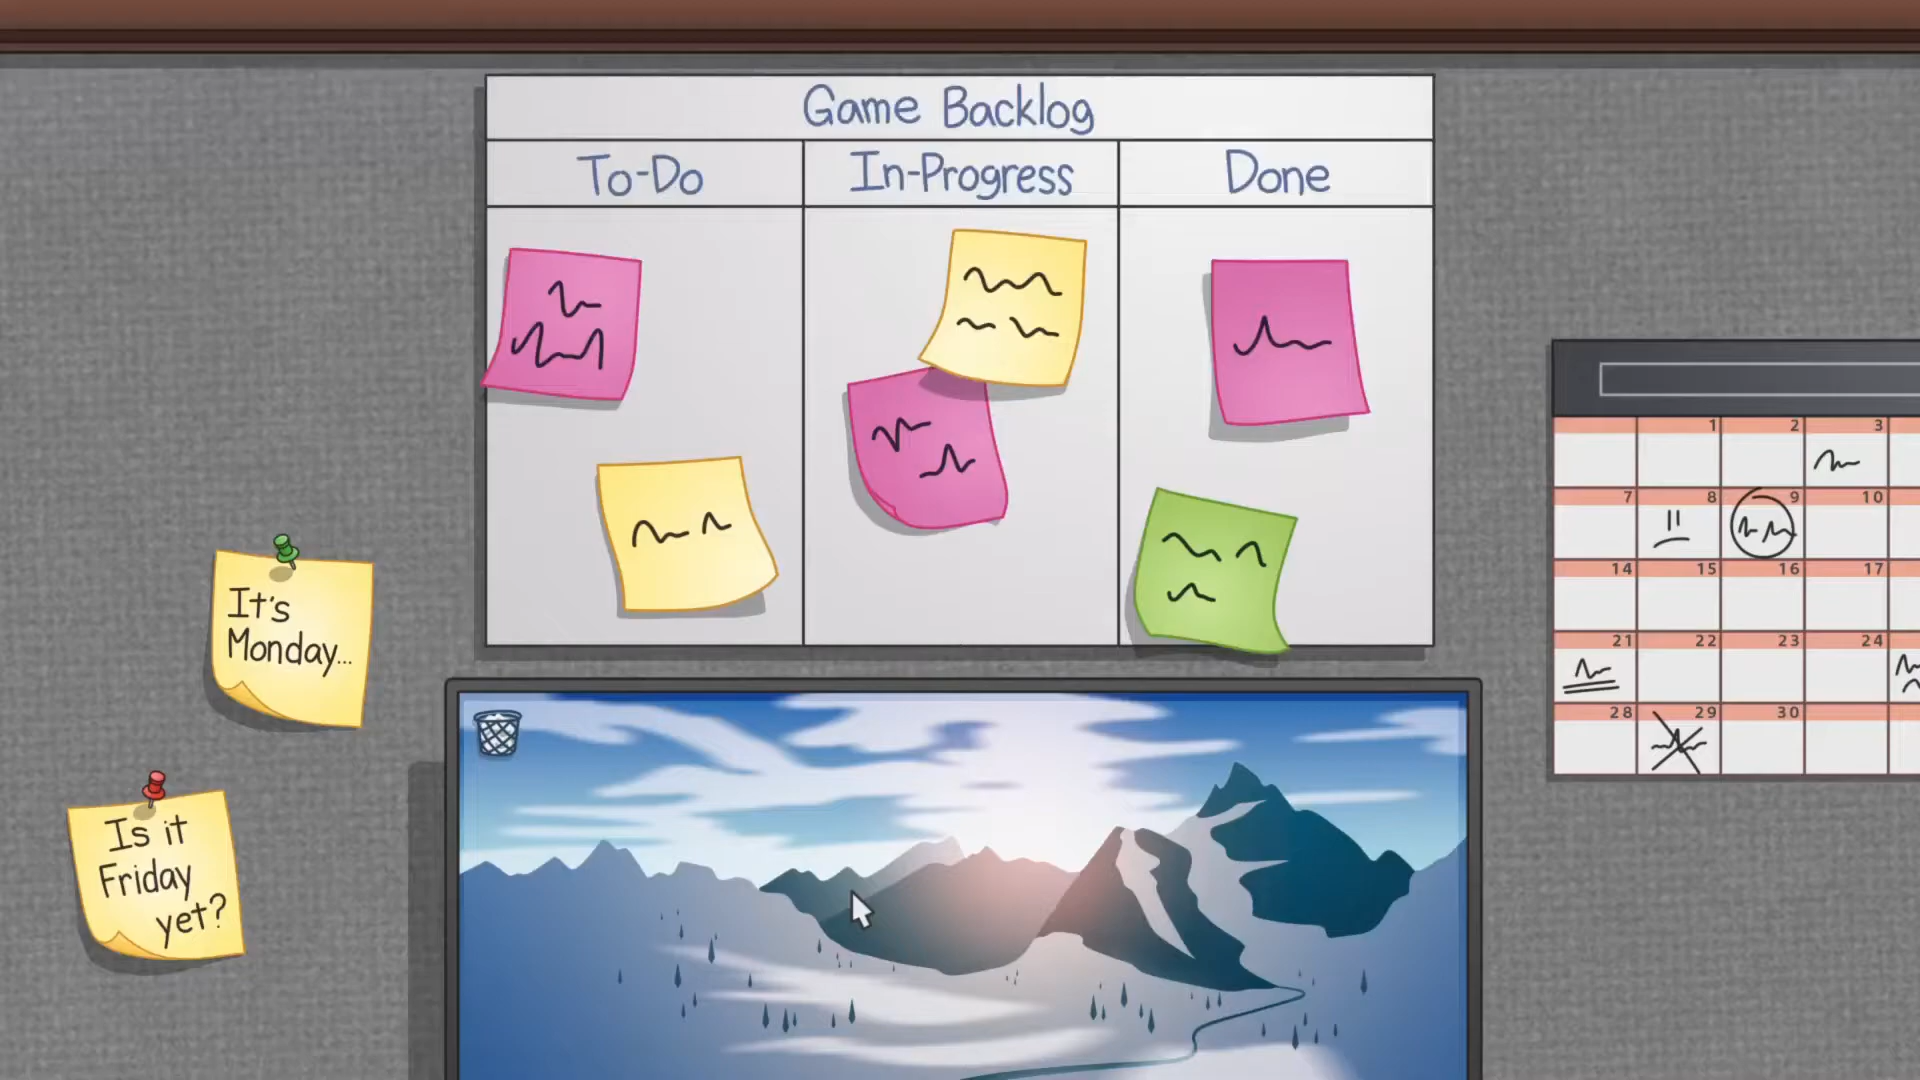 Game Backlog
To-Do In-Progress Done
It's
Monday...
Is it
Friday
yet?
1 2 3
7 8 9 10
14 15 16 17
21 22 23 24
28 29 30